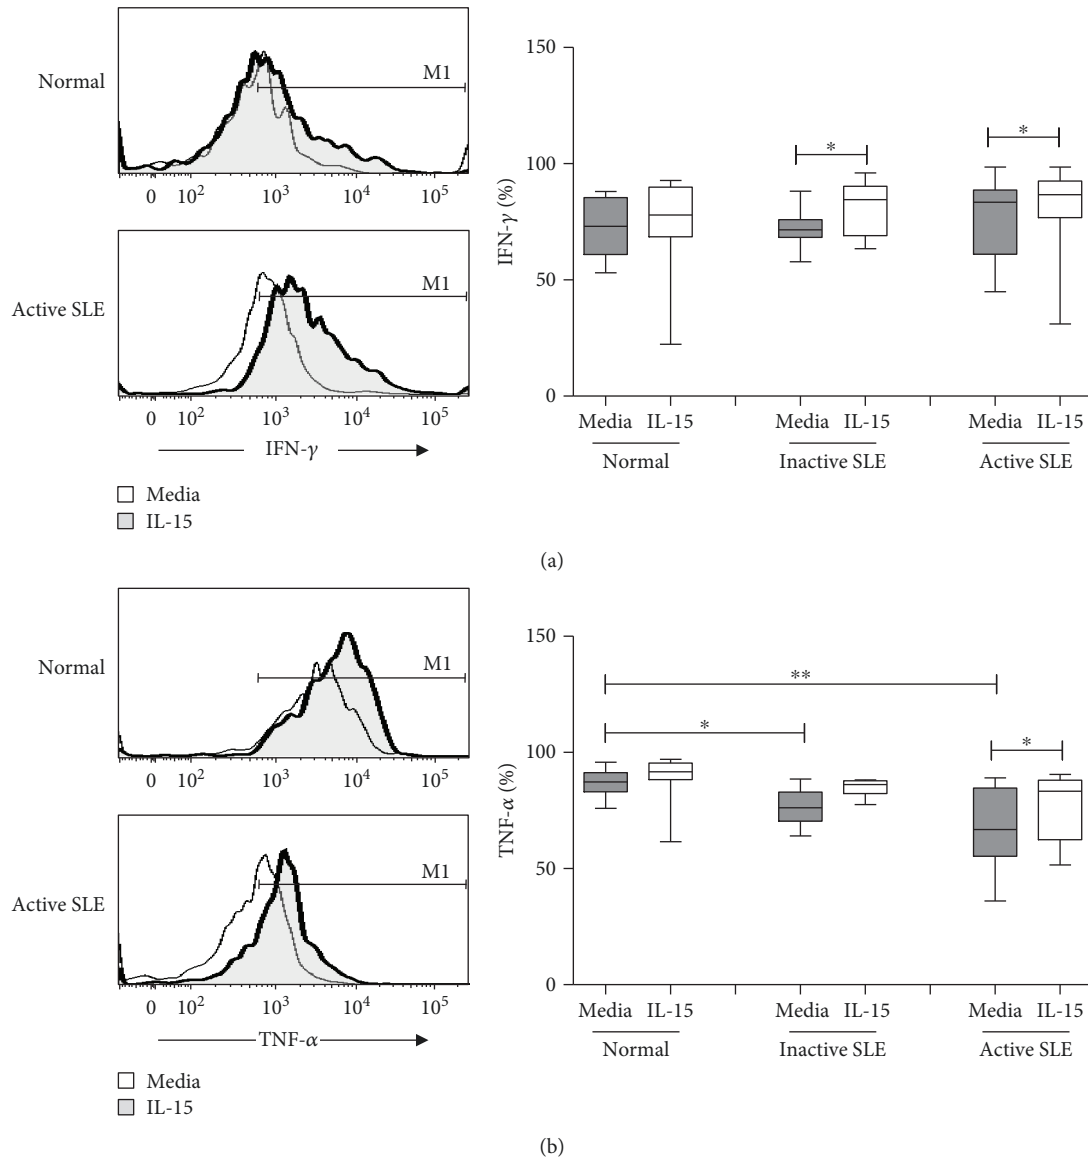 Normal
M1
0 10² 10³ 10⁴ 10⁵
Active SLE
M1
0 10² 10³ 10⁴ 10⁵
IFN-γ
Media
IL-15
IFN-γ (%)
150
100
50
0
*
*
Media IL-15 Media IL-15 Media IL-15
Normal Inactive SLE Active SLE
(a)
Normal
M1
0 10² 10³ 10⁴ 10⁵
Active SLE
M1
0 10² 10³ 10⁴ 10⁵
TNF-α
Media
IL-15
TNF-α (%)
150
100
50
0
**
*
*
Media IL-15 Media IL-15 Media IL-15
Normal Inactive SLE Active SLE
(b)